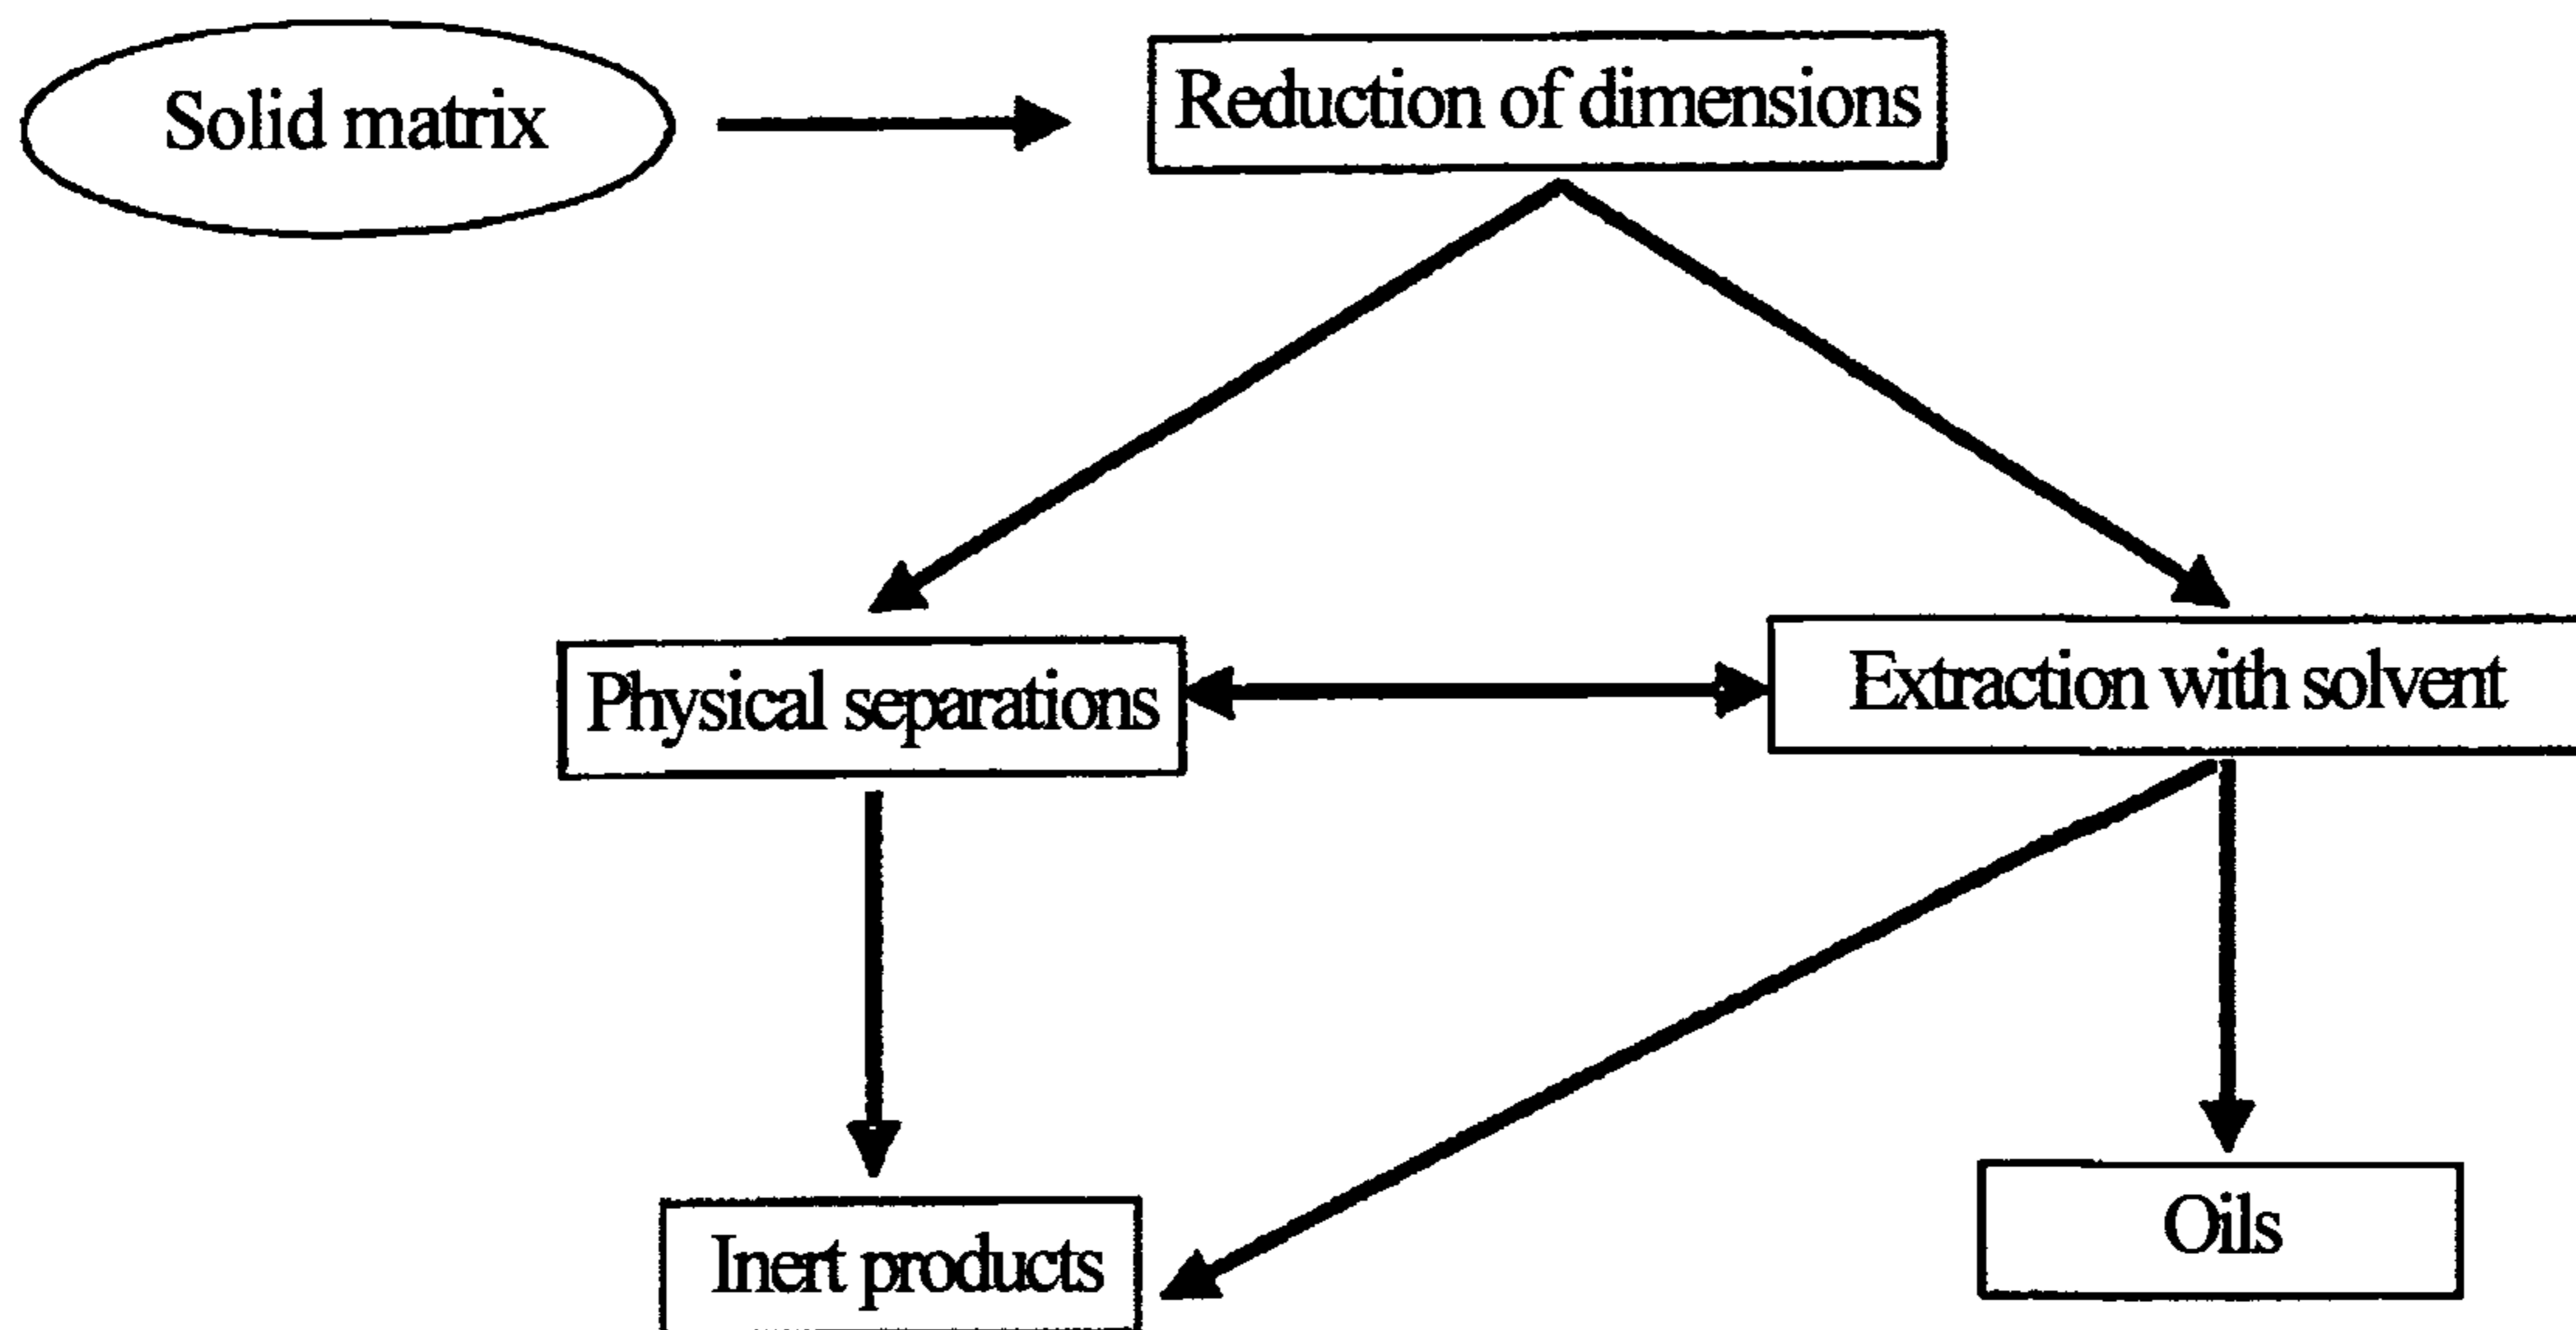 Solid matrix
Reduction of dimensions
Physical separations
Extraction with solvent
Inert products
Oils